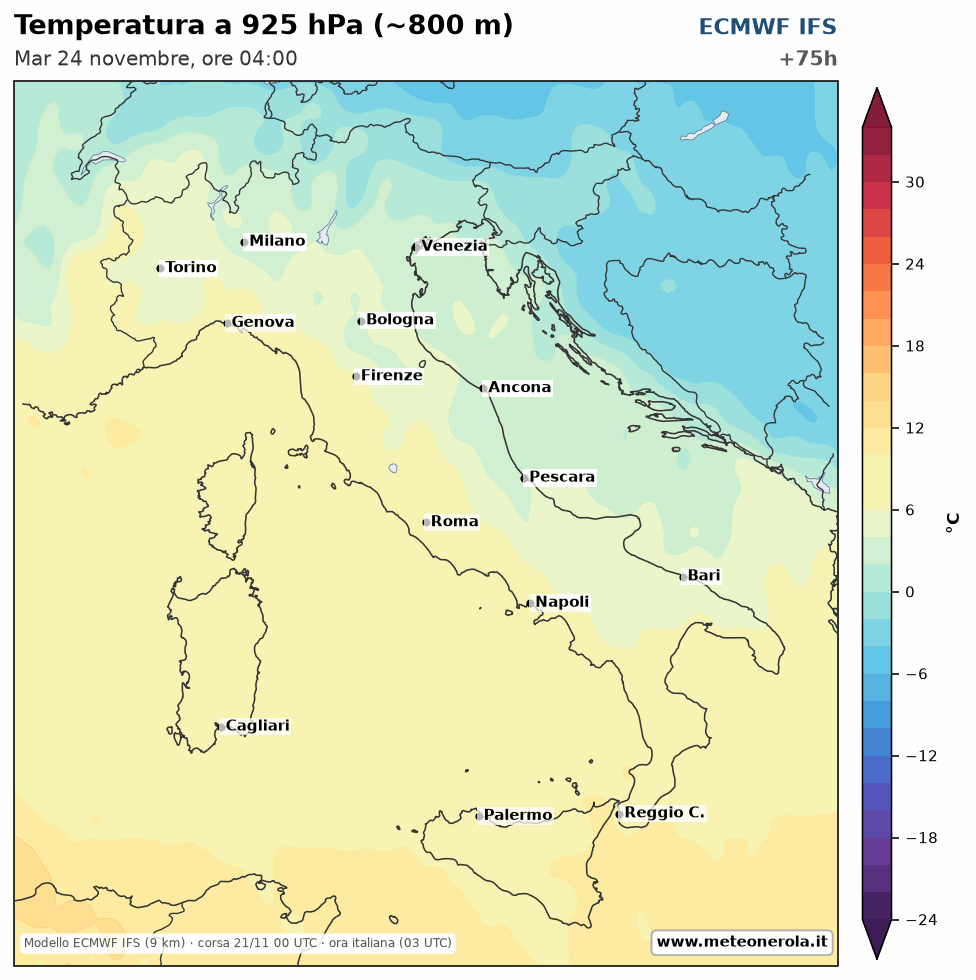 Temperatura a 925 hPa (~800 m)
ECMWF IFS
Mar 24 novembre, ore 04:00
+75h
Milano
Venezia
Torino
Genova
Bologna
Firenze
Ancona
Pescara
Roma
Bari
Napoli
Cagliari
Palermo
Reggio C.
30
24
18
12
6
0
−6
−12
−18
−24
°C
Modello ECMWF IFS (9 km) · corsa 21/11 00 UTC · ora italiana (03 UTC)
www.meteonerola.it